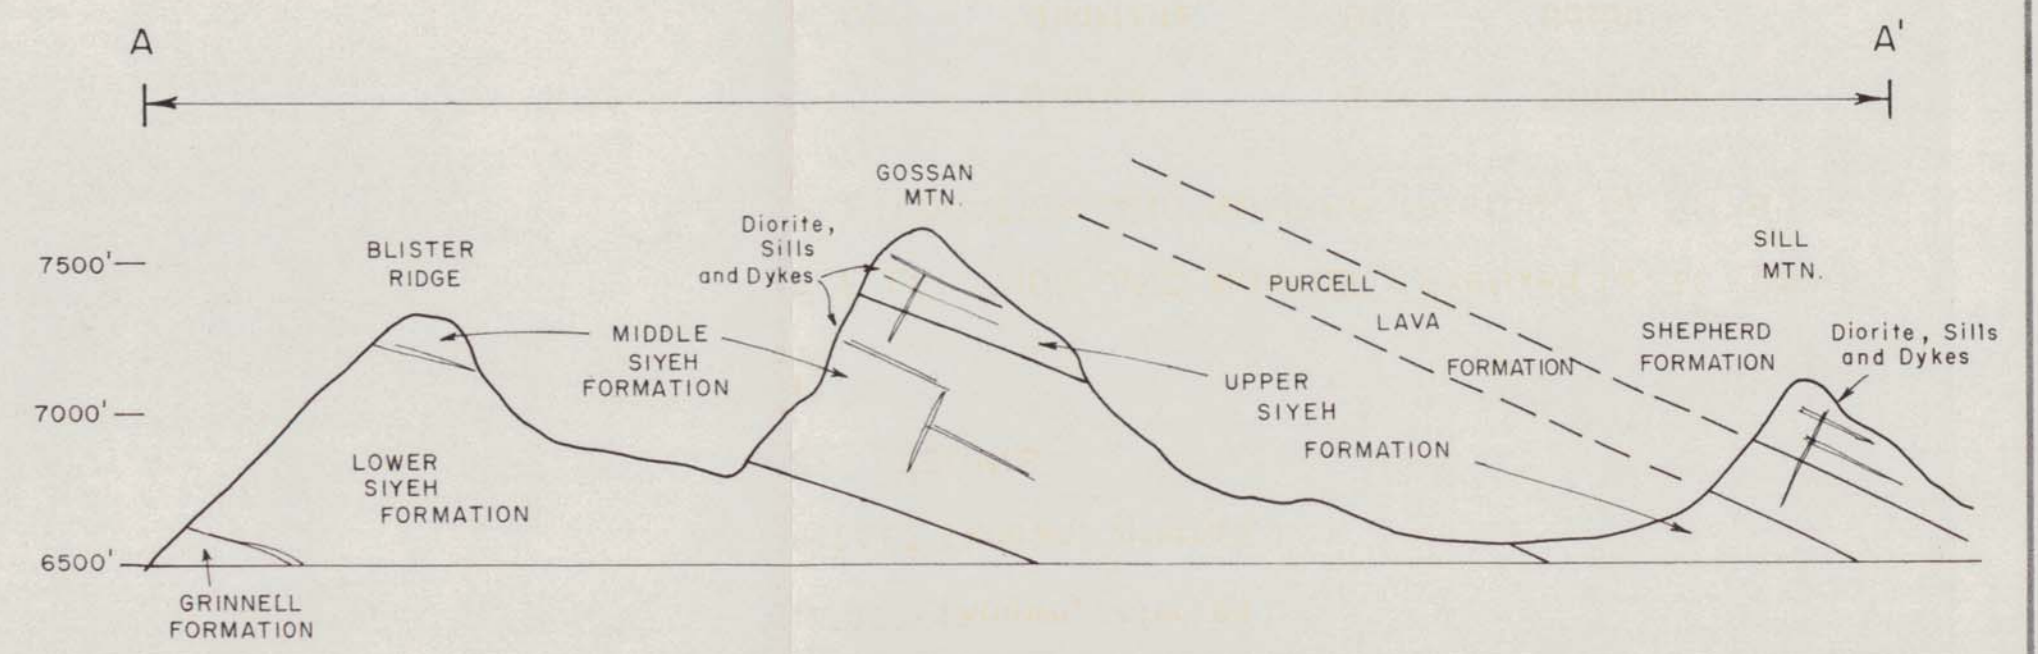 A
A'
GOSSAN
MTN.
Diorite,
Sills
and Dykes
BLISTER
RIDGE
7500'
SILL
MTN.
PURCELL
LAVA
FORMATION
MIDDLE
SIYEH
FORMATION
SHEPHERD
FORMATION
Diorite, Sills
and Dykes
UPPER
SIYEH
FORMATION
7000'
LOWER
SIYEH
FORMATION
6500'
GRINNELL
FORMATION